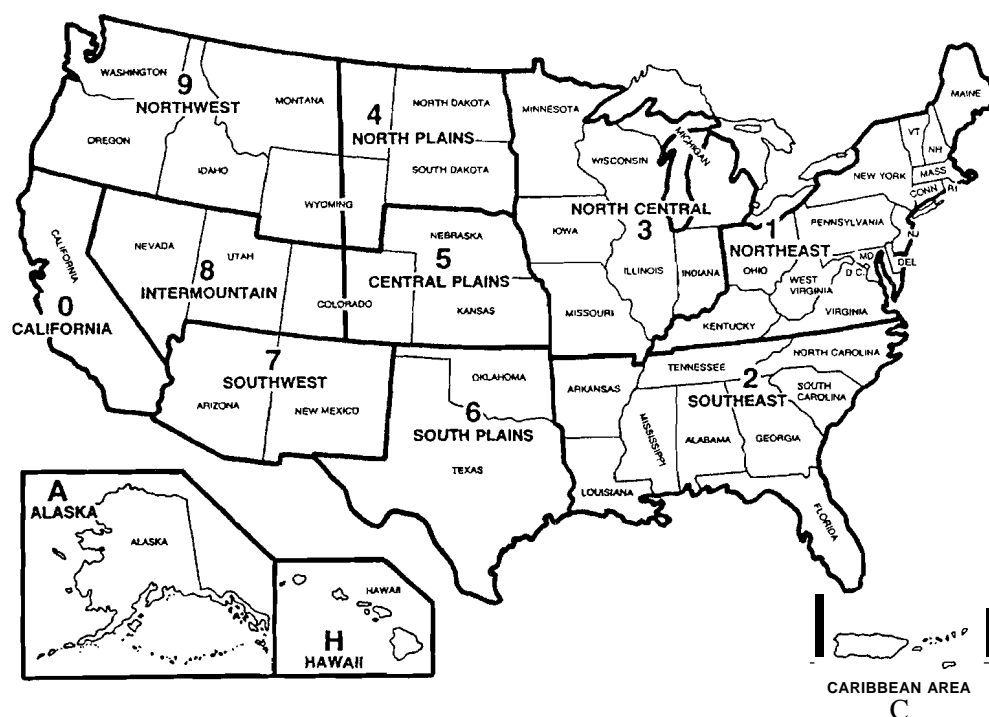 WASHINGTON
9
NORTHWEST
MONTANA
OREGON
IDAHO
WYOMING
4
NORTH PLAINS
NORTH DAKOTA
SOUTH DAKOTA
MINNESOTA
WISCONSIN
MICHIGAN
NORTH CENTRAL
3
IOWA
ILLINOIS
INDIANA
MISSOURI
MAINE
VT
NH
MASS
CONN
RI
NEW YORK
PENNSYLVANIA
NJ
1
NORTHEAST
OHIO
MD
DEL
D.C.
WEST
VIRGINIA
VIRGINIA
KENTUCKY
NEBRASKA
5
CENTRAL PLAINS
KANSAS
COLORADO
NEVADA
UTAH
8
INTERMOUNTAIN
CALIFORNIA
0
CALIFORNIA
7
SOUTHWEST
ARIZONA
NEW MEXICO
OKLAHOMA
6
SOUTH PLAINS
TEXAS
ARKANSAS
LOUISIANA
TENNESSEE
NORTH CAROLINA
2
SOUTHEAST
SOUTH
CAROLINA
MISSISSIPPI
ALABAMA
GEORGIA
FLORIDA
A
ALASKA
ALASKA
HAWAII
H
HAWAII
CARIBBEAN AREA
C